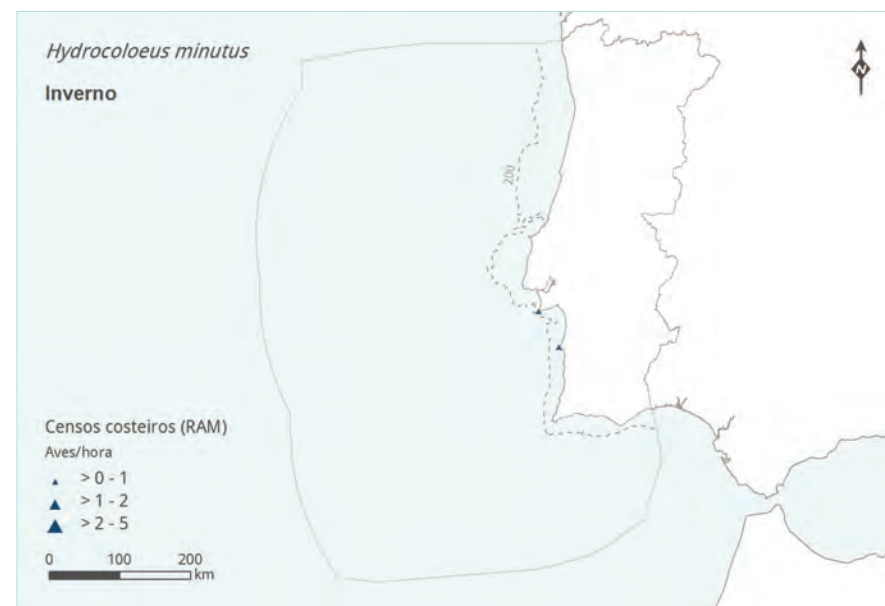 Hydrocoloeus minutus
Inverno
N
200
Censos costeiros (RAM)
Aves/hora
> 0 - 1
> 1 - 2
> 2 - 5
0 100 200
km